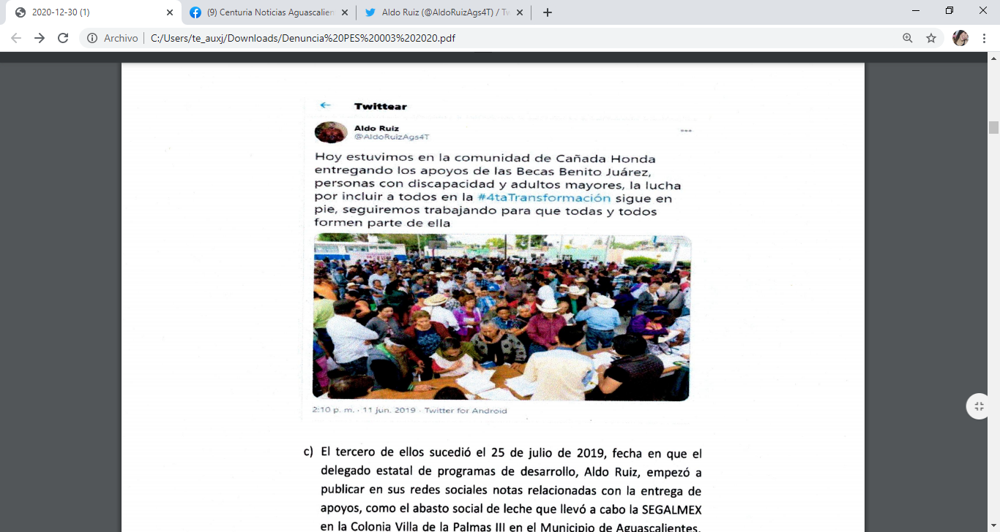 2020-12-30 (1)
(9) Centuria Noticias Aguascalien
Aldo Ruiz (@AldoRuizAgs4T) / Tw
Archivo
C:/Users/te_auxj/Downloads/Denuncia%20PES%20003%202020.pdf
Twittear
Aldo Ruiz
@AldoRuizAgs4T
Hoy estuvimos en la comunidad de Cañada Honda
entregando los apoyos de las Becas Benito Juárez,
personas con discapacidad y adultos mayores, la lucha
por incluir a todos en la #4taTransformación sigue en
pie, seguiremos trabajando para que todas y todos
formen parte de ella
2:10 p. m. · 11 jun. 2019 · Twitter for Android
c) El tercero de ellos sucedió el 25 de julio de 2019, fecha en que el
delegado estatal de programas de desarrollo, Aldo Ruiz, empezó a
publicar en sus redes sociales notas relacionadas con la entrega de
apoyos, como el abasto social de leche que llevó a cabo la SEGALMEX
en la Colonia Villa de la Palmas III en el Municipio de Aguascalientes,